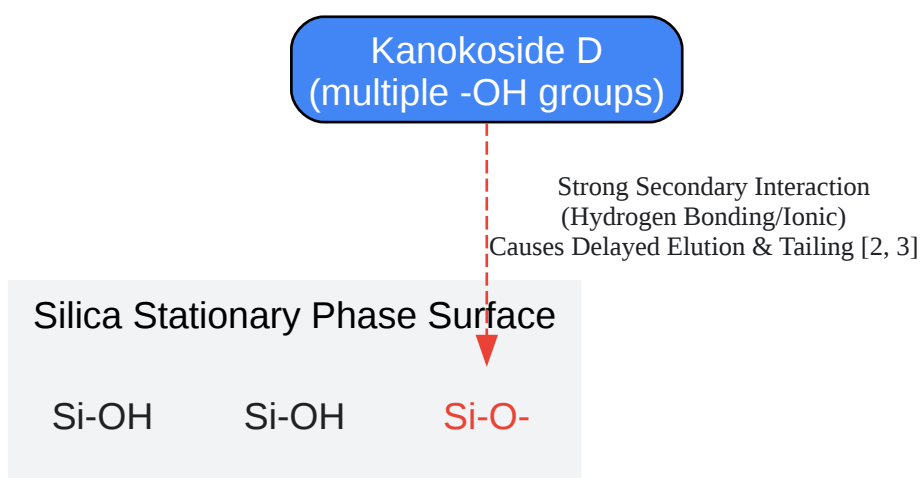 Kanokoside D
(multiple -OH groups)
Strong Secondary Interaction
(Hydrogen Bonding/Ionic)
Causes Delayed Elution & Tailing [2, 3]
Silica Stationary Phase Surface
Si-OH
Si-OH
Si-O-